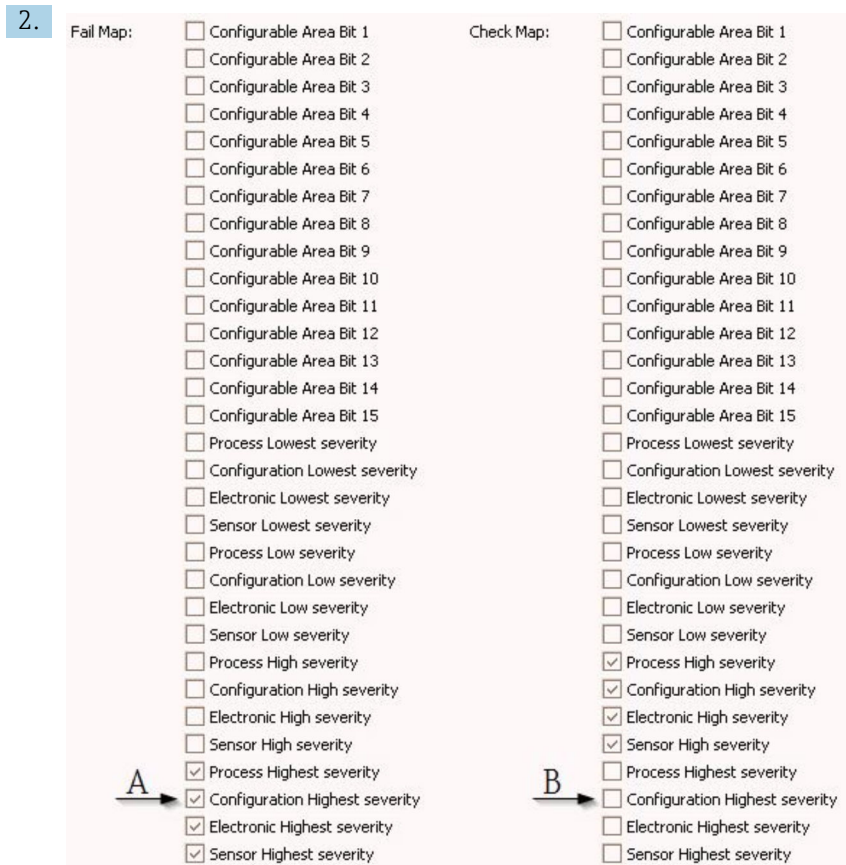 2.
Fail Map: Configurable Area Bit 1 Check Map: Configurable Area Bit 1
Configurable Area Bit 2 Configurable Area Bit 2
Configurable Area Bit 3 Configurable Area Bit 3
Configurable Area Bit 4 Configurable Area Bit 4
Configurable Area Bit 5 Configurable Area Bit 5
Configurable Area Bit 6 Configurable Area Bit 6
Configurable Area Bit 7 Configurable Area Bit 7
Configurable Area Bit 8 Configurable Area Bit 8
Configurable Area Bit 9 Configurable Area Bit 9
Configurable Area Bit 10 Configurable Area Bit 10
Configurable Area Bit 11 Configurable Area Bit 11
Configurable Area Bit 12 Configurable Area Bit 12
Configurable Area Bit 13 Configurable Area Bit 13
Configurable Area Bit 14 Configurable Area Bit 14
Configurable Area Bit 15 Configurable Area Bit 15
Process Lowest severity Process Lowest severity
Configuration Lowest severity Configuration Lowest severity
Electronic Lowest severity Electronic Lowest severity
Sensor Lowest severity Sensor Lowest severity
Process Low severity Process Low severity
Configuration Low severity Configuration Low severity
Electronic Low severity Electronic Low severity
Sensor Low severity Sensor Low severity
Process High severity Process High severity
Configuration High severity Configuration High severity
Electronic High severity Electronic High severity
Sensor High severity Sensor High severity
Process Highest severity Process Highest severity
A Configuration Highest severity B Configuration Highest severity
Electronic Highest severity Electronic Highest severity
Sensor Highest severity Sensor Highest severity